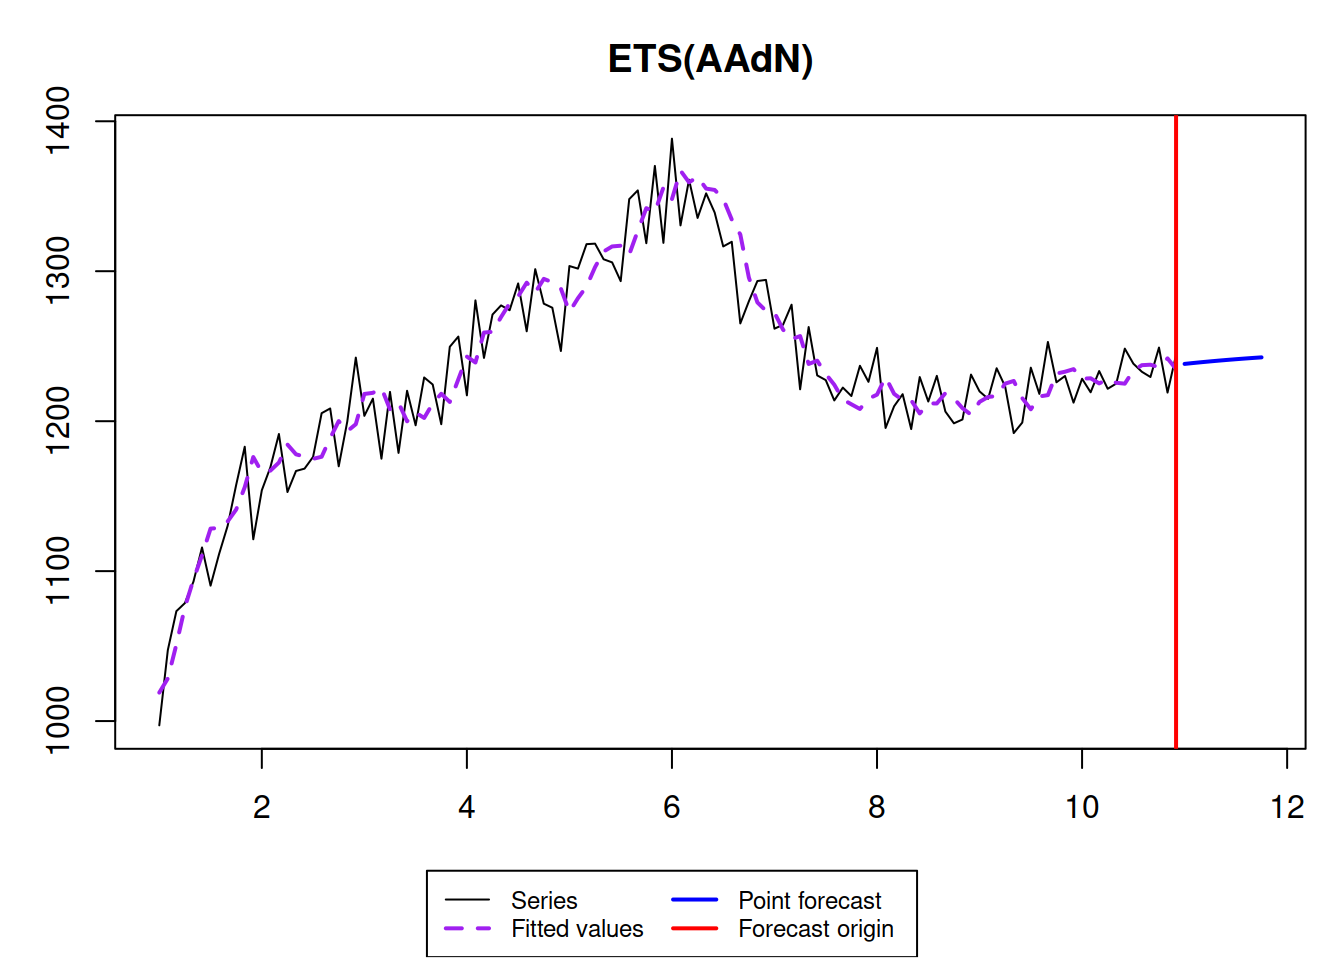 ETS(AAdN)
1400
1300
1200
1100
1000
2 4 6 8 10 12
Series Point forecast
Fitted values Forecast origin